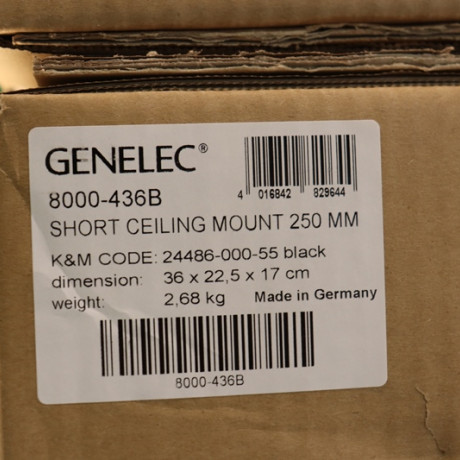 GENELEC®
4 016842 829644
8000-436B
SHORT CEILING MOUNT 250 MM
K&M CODE: 24486-000-55 black
dimension: 36 x 22,5 x 17 cm
weight: 2,68 kg Made in Germany
8000-436B